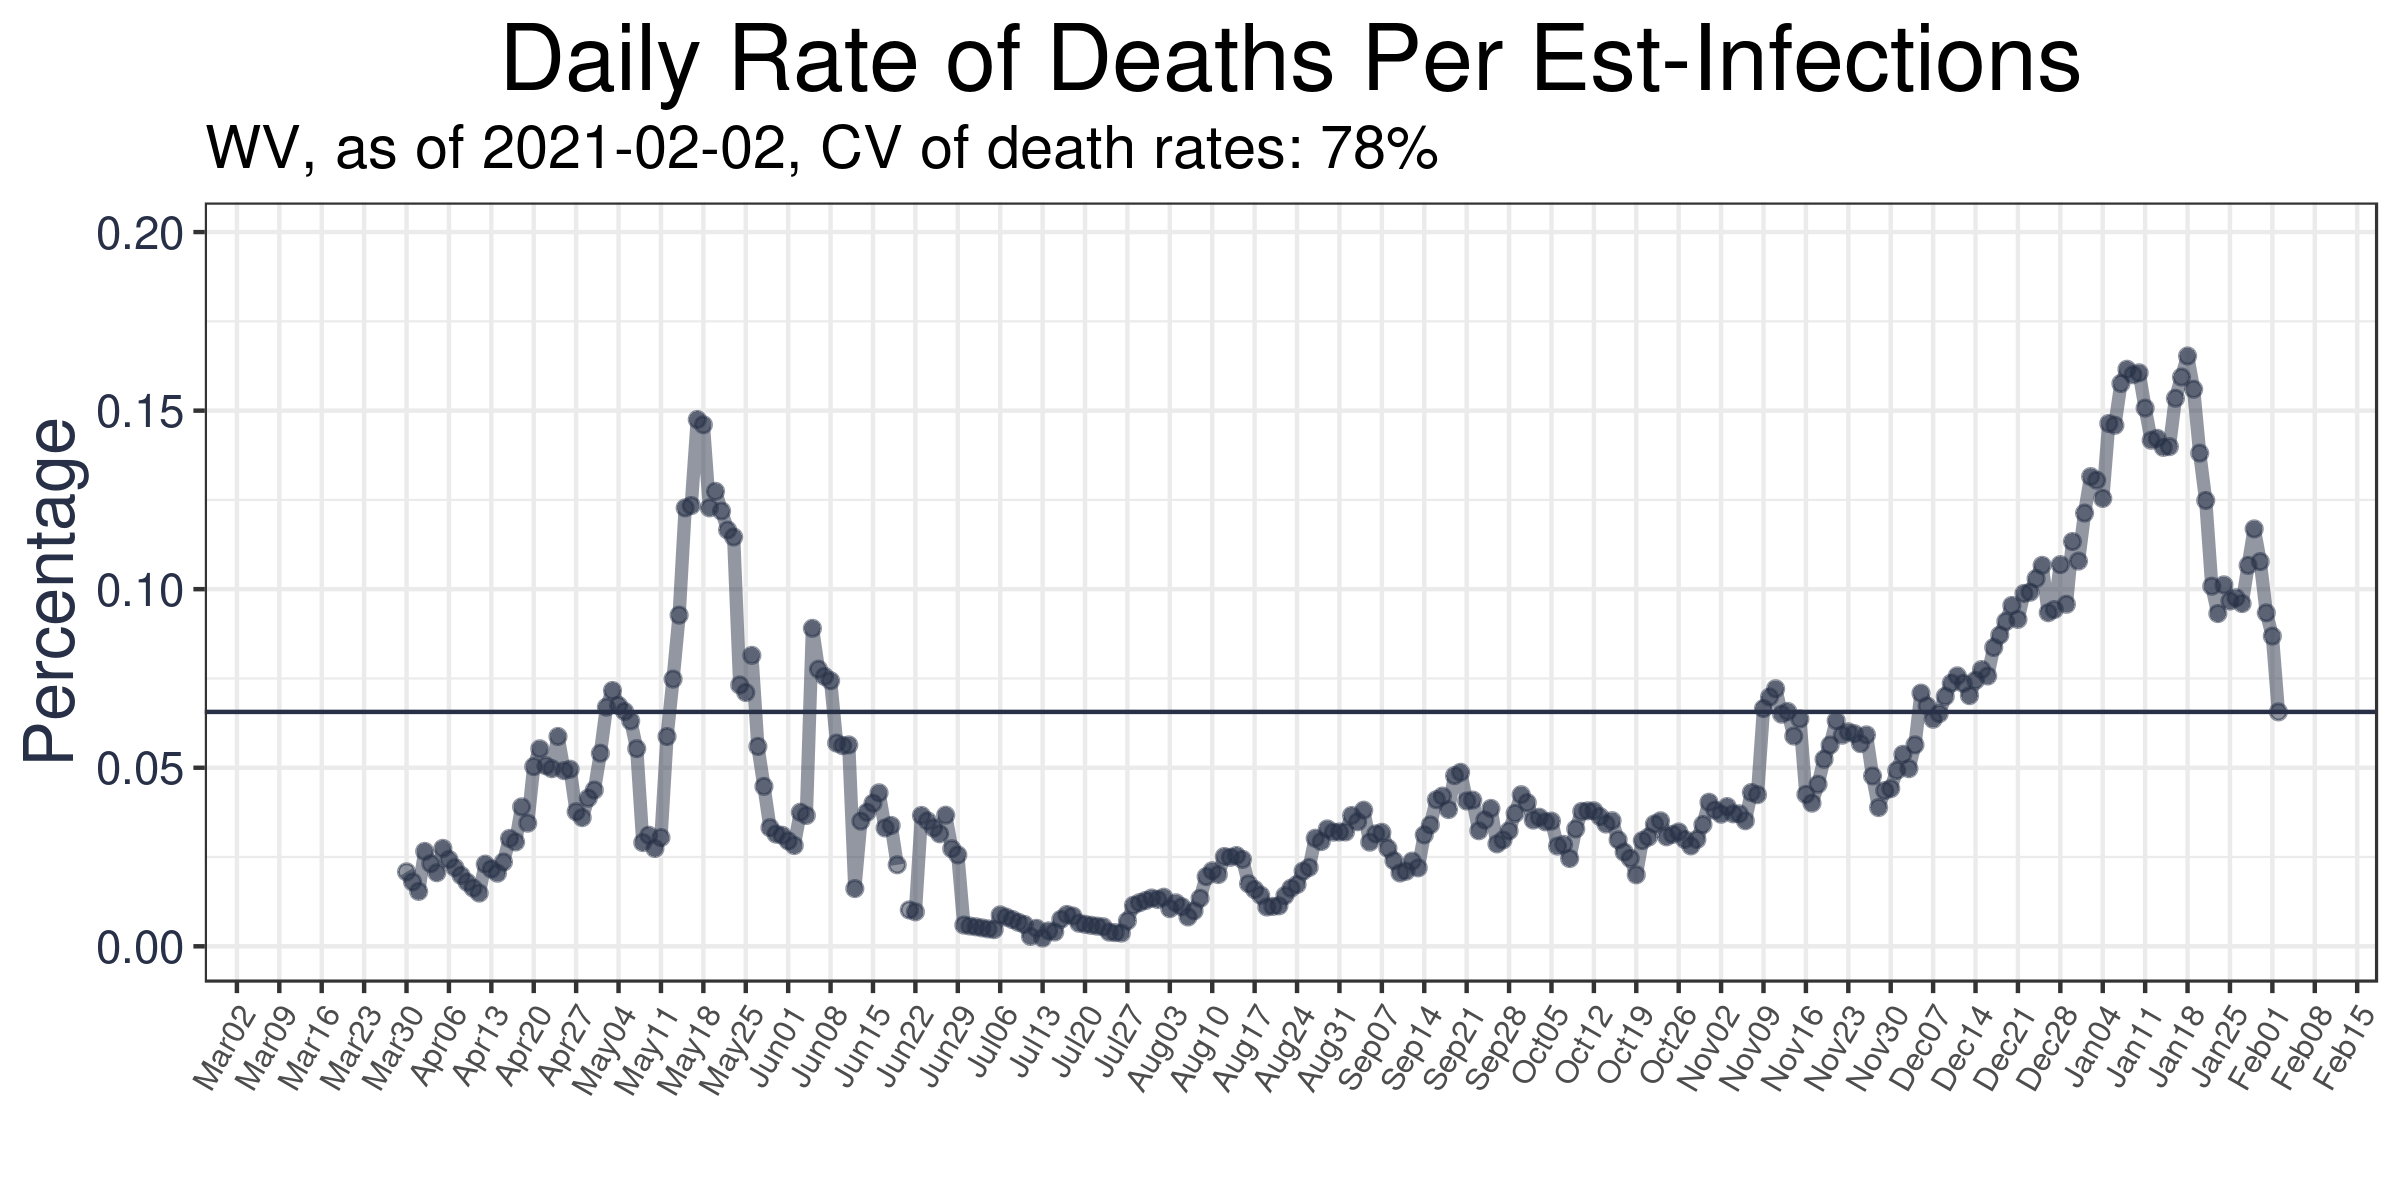 Daily Rate of Deaths Per Est-Infections
WV, as of 2021-02-02, CV of death rates: 78%
Percentage
0.20
0.15
0.10
0.05
0.00
Mar02
Mar09
Mar16
Mar23
Mar30
Apr06
Apr13
Apr20
Apr27
May04
May11
May18
May25
Jun01
Jun08
Jun15
Jun22
Jun29
Jul06
Jul13
Jul20
Jul27
Aug03
Aug10
Aug17
Aug24
Aug31
Sep07
Sep14
Sep21
Sep28
Oct05
Oct12
Oct19
Oct26
Nov02
Nov09
Nov16
Nov23
Nov30
Dec07
Dec14
Dec21
Dec28
Jan04
Jan11
Jan18
Jan25
Feb01
Feb08
Feb15